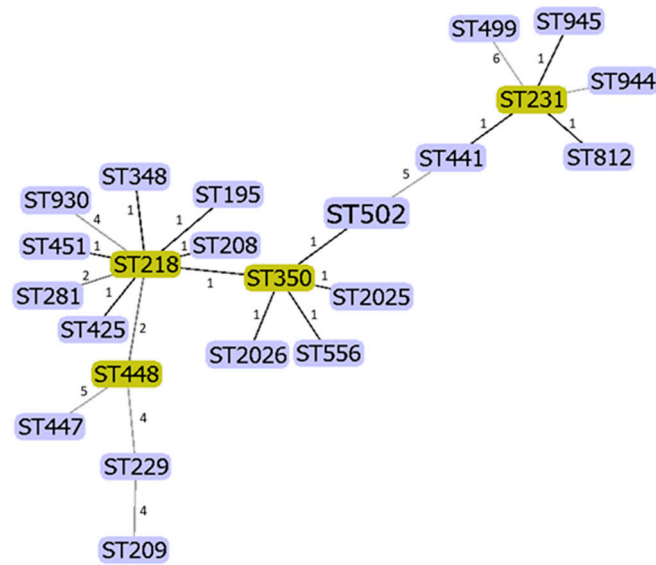 ST499
ST945
6
1
ST944
ST231
1
1
ST441
ST812
5
ST348
ST195
ST930
1
1
4
ST502
ST451
1
1
ST208
1
ST218
2
ST281
1
ST350
1
ST2025
1
ST425
2
1
1
ST2026
ST556
ST448
5
4
ST447
ST229
4
ST209